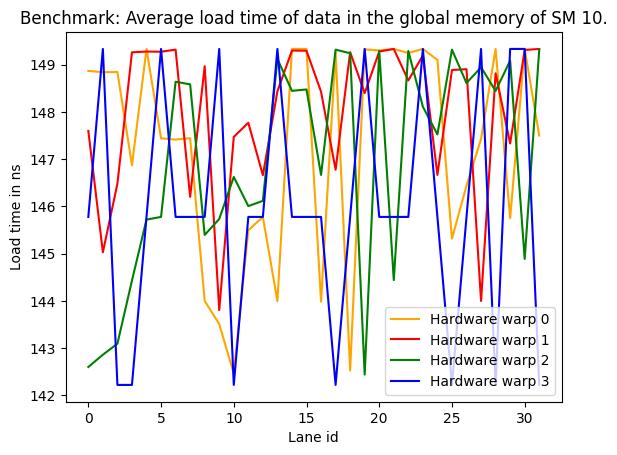 Benchmark: Average load time of data in the global memory of SM 10.
149
148
147
146
145
144
143
142
Load time in ns
0
5
10
15
20
25
30
Lane id
Hardware warp 0
Hardware warp 1
Hardware warp 2
Hardware warp 3